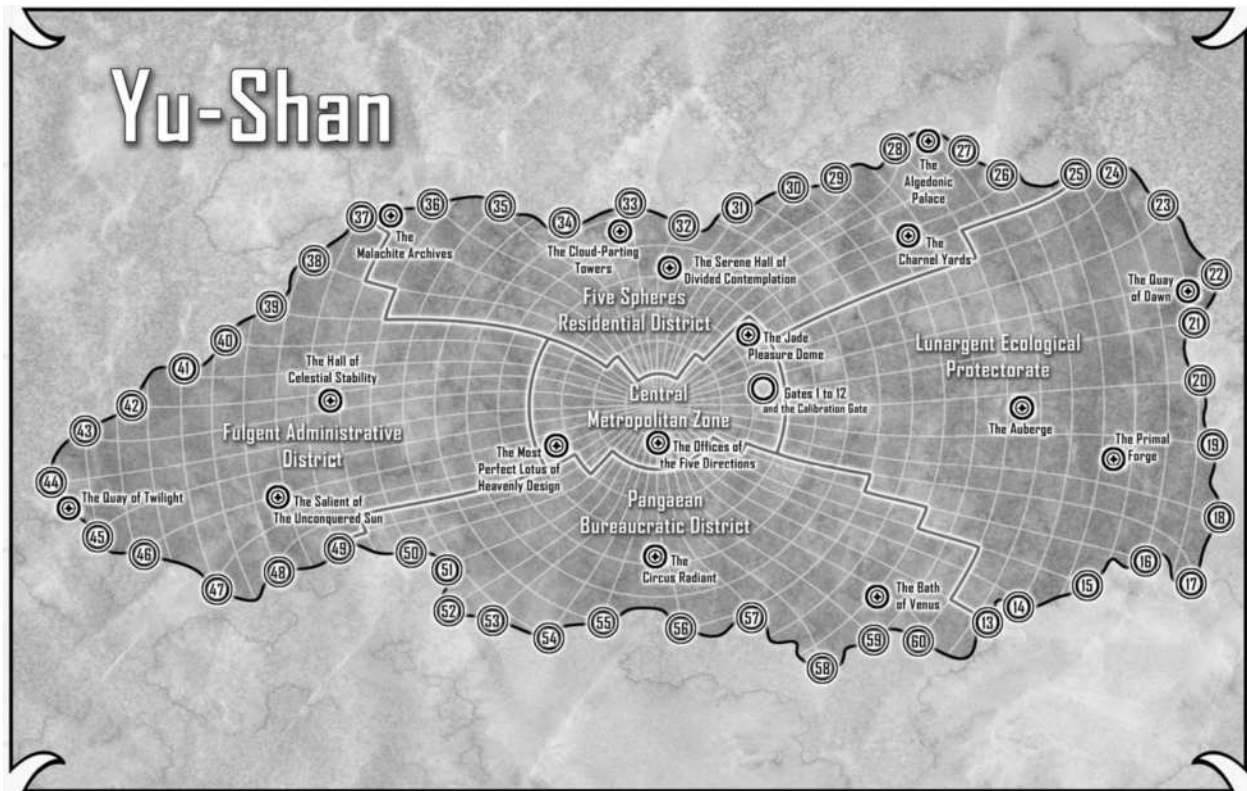 Yu-Shan
28
The
Algedonic
Palace
27
26
25
24
23
22
37
The
Malachite Archives
36
35
34
33
32
31
30
29
38
The Cloud-Parting
Towers
The Serene Hall of
Divided Contemplation
The
Charnel Yards
The Quay
of Dawn
39
Five Spheres
Residential District
21
40
The Jade
Pleasure Dome
Lunargent Ecological
Protectorate
41
The Hall of
Celestial Stability
20
42
Central
Metropolitan Zone
Gates 1 to 12
and the Calibration Gate
The Auberge
43
Fulgent Administrative
District
The Most
Perfect Lotus of
Heavenly Design
The Offices of
the Five Directions
The Primal
Forge
19
44
The Quay of Twilight
The Salient of
The Unconquered Sun
Pangaean
Bureaucratic District
18
45
46
47
48
49
50
51
52
53
54
55
56
57
58
59
60
The
Circus Radiant
The Bath
of Venus
13
14
15
16
17